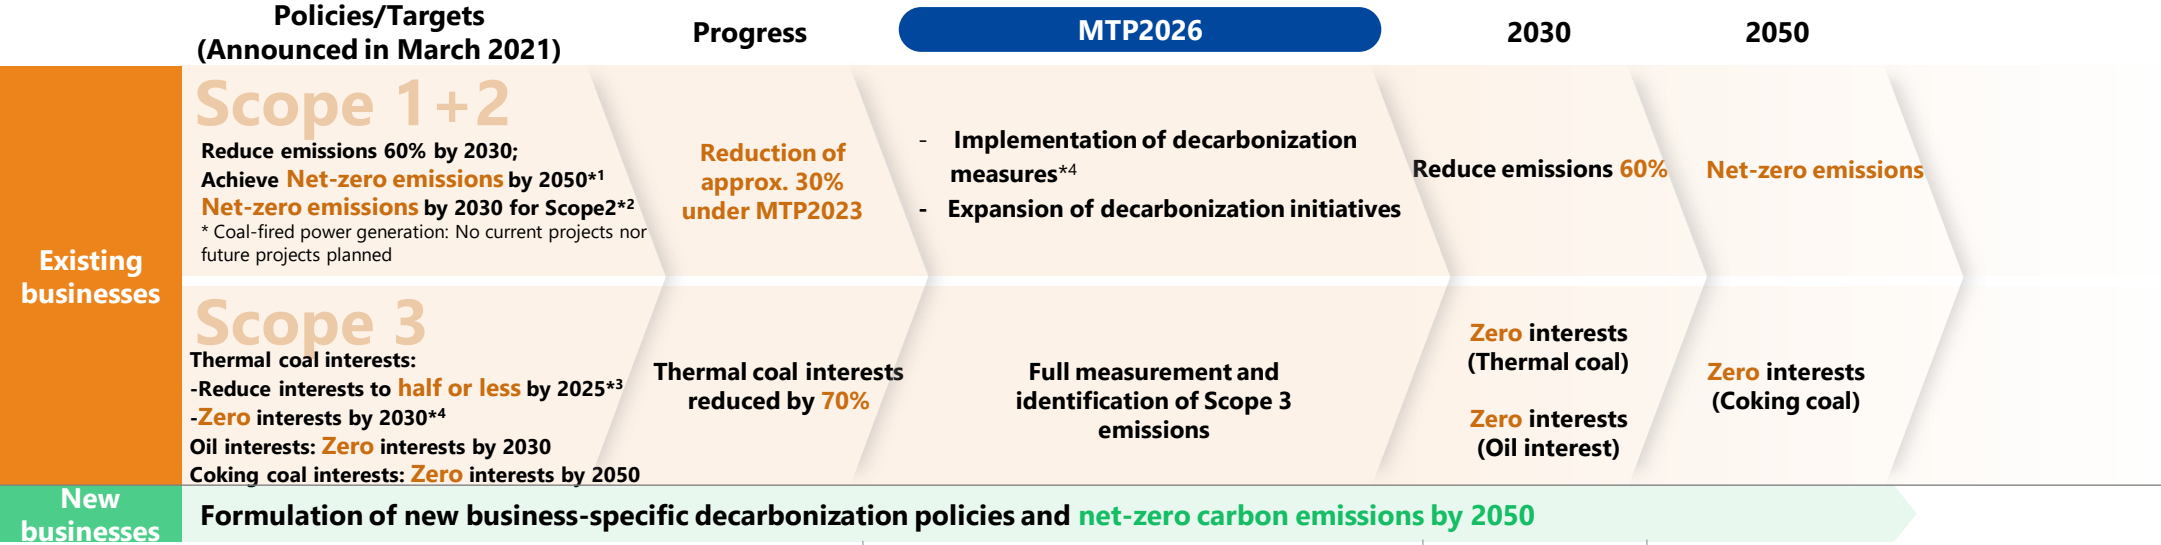 Policies/Targets
(Announced in March 2021)
Progress
MTP2026
2030
2050
Existing
businesses
Scope 1+2
Reduce emissions 60% by 2030;
Achieve Net-zero emissions by 2050*1
Net-zero emissions by 2030 for Scope2*2
* Coal-fired power generation: No current projects nor
future projects planned
Reduction of
approx. 30%
under MTP2023
- Implementation of decarbonization
measures*4
- Expansion of decarbonization initiatives
Reduce emissions 60%
Net-zero emissions
Scope 3
Thermal coal interests:
-Reduce interests to half or less by 2025*3
-Zero interests by 2030*4
Oil interests: Zero interests by 2030
Coking coal interests: Zero interests by 2050
Thermal coal interests
reduced by 70%
Full measurement and
identification of Scope 3
emissions
Zero interests
(Thermal coal)
Zero interests
(Oil interest)
Zero interests
(Coking coal)
New
businesses
Formulation of new business-specific decarbonization policies and net-zero carbon emissions by 2050